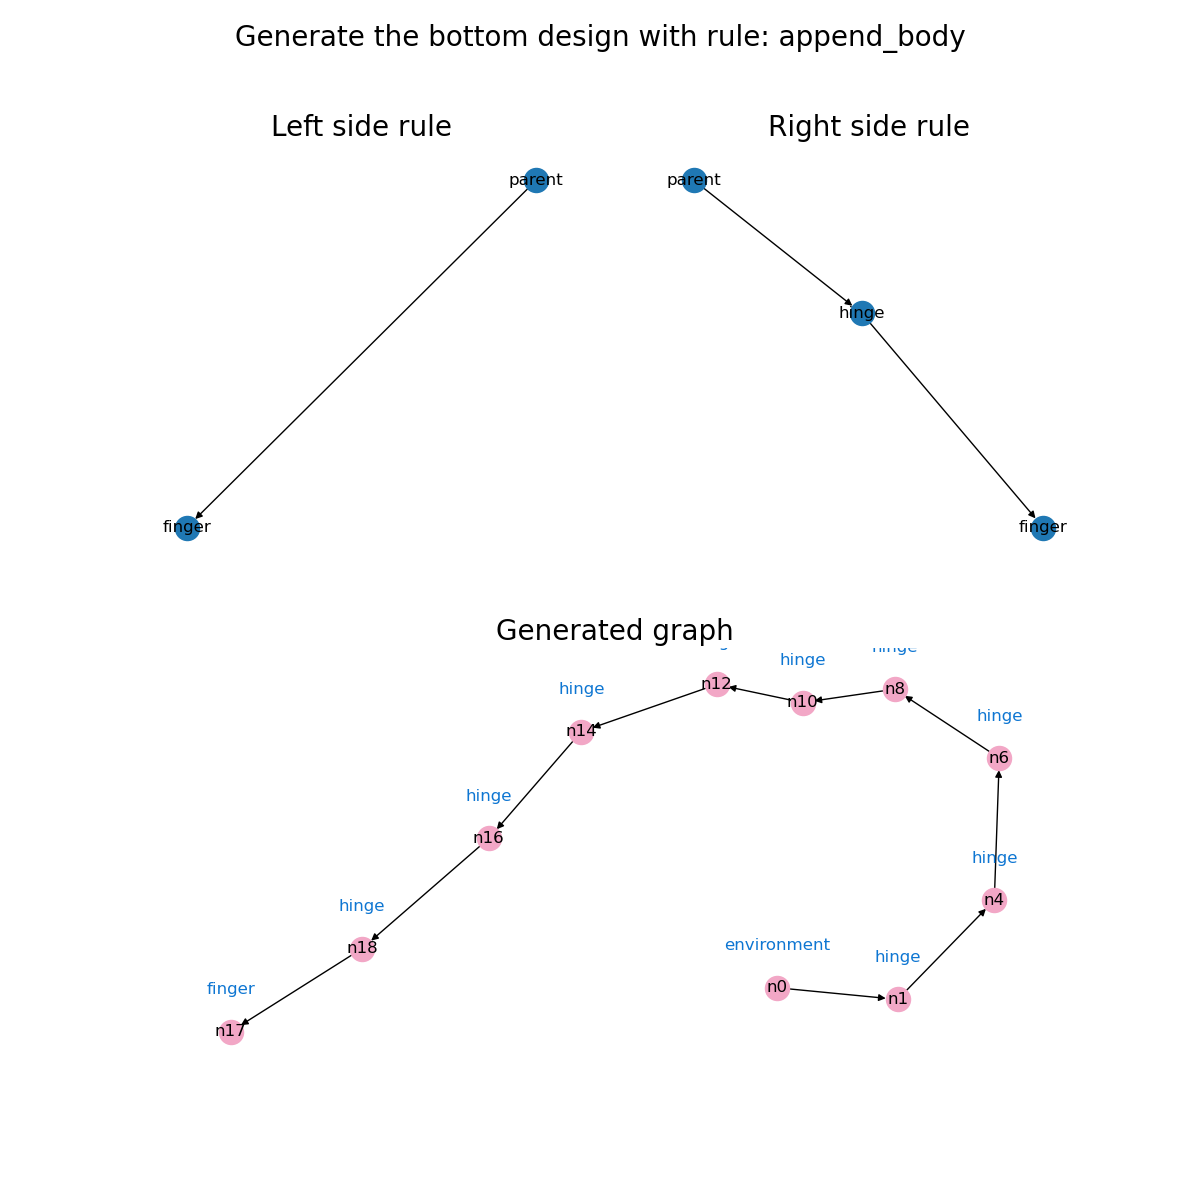 Generate the bottom design with rule: append_body
Left side rule
Right side rule
parent
parent
hinge
finger
finger
Generated graph
hinge
hinge
hinge
n12
n8
n10
hinge
n14
hinge
n6
hinge
n16
hinge
n4
hinge
n18
environment
hinge
finger
n0
n1
n17